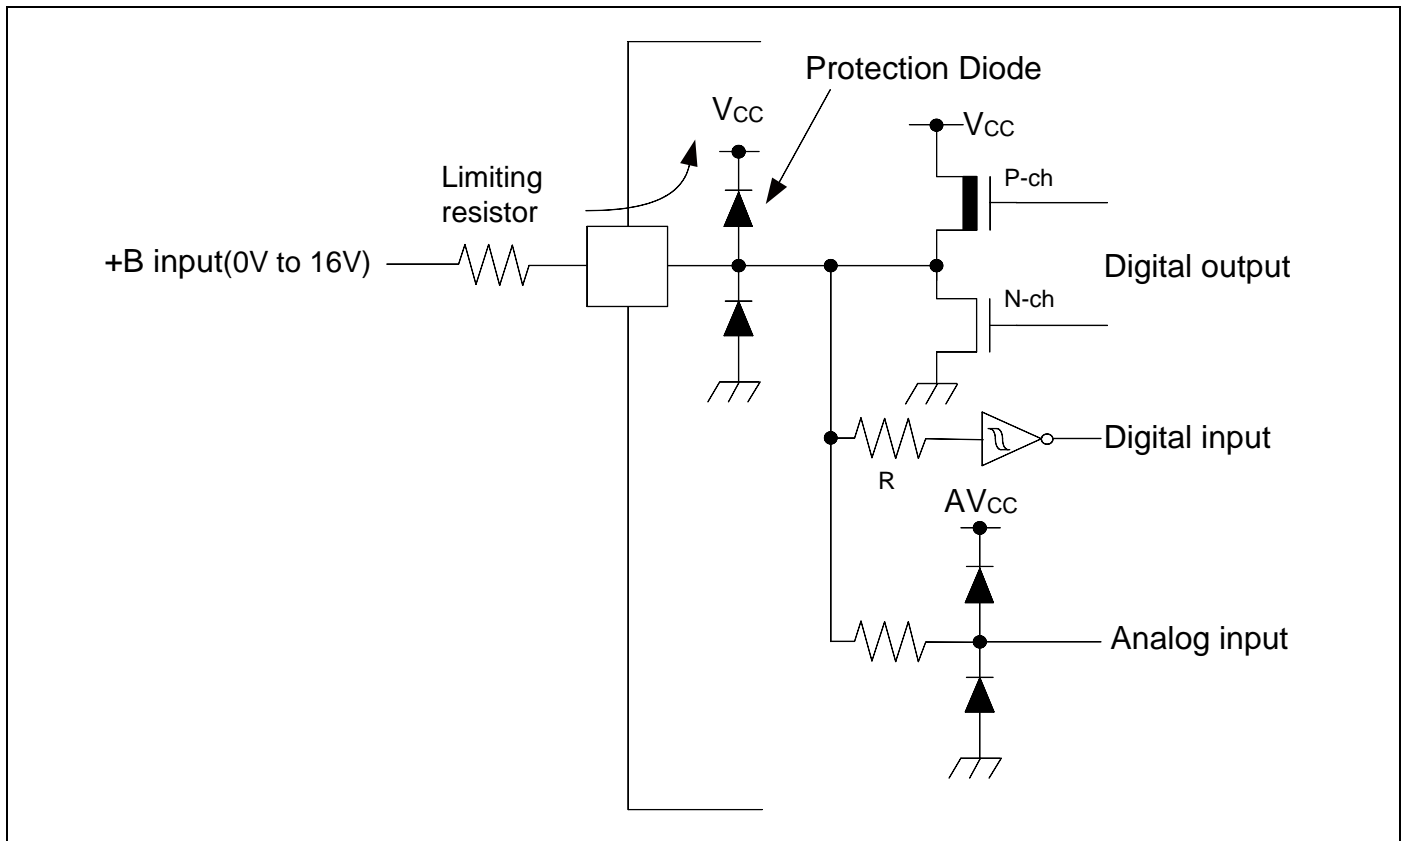 Protection Diode
VCC
VCC
P-ch
Limiting
resistor
+B input(0V to 16V)
Digital output
N-ch
Digital input
R
AVCC
Analog input